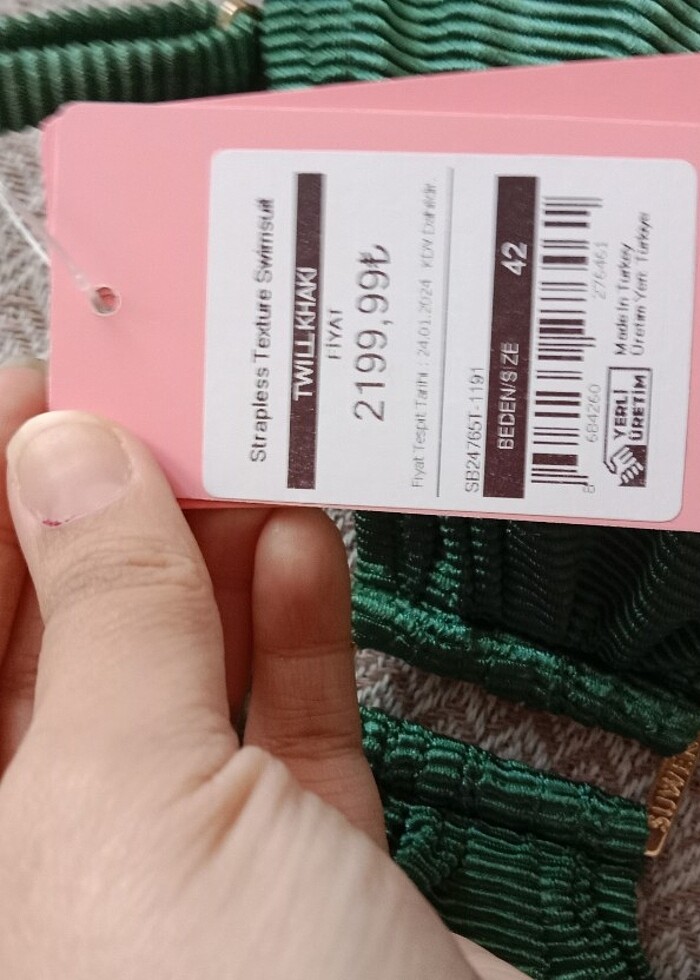 Strapless Texture Swimsuit
TWILL KHAKI
FİYAT
2199,99₺
Fiyat Tespit Tarihi : 24.01.2024 KDV Dahildir.
SB24765T-1191
BEDEN/SIZE 42
8 684260 276461
YERLİ
ÜRETİM
Made In Turkey
Üretim Yeri: Türkiye
SUWEN